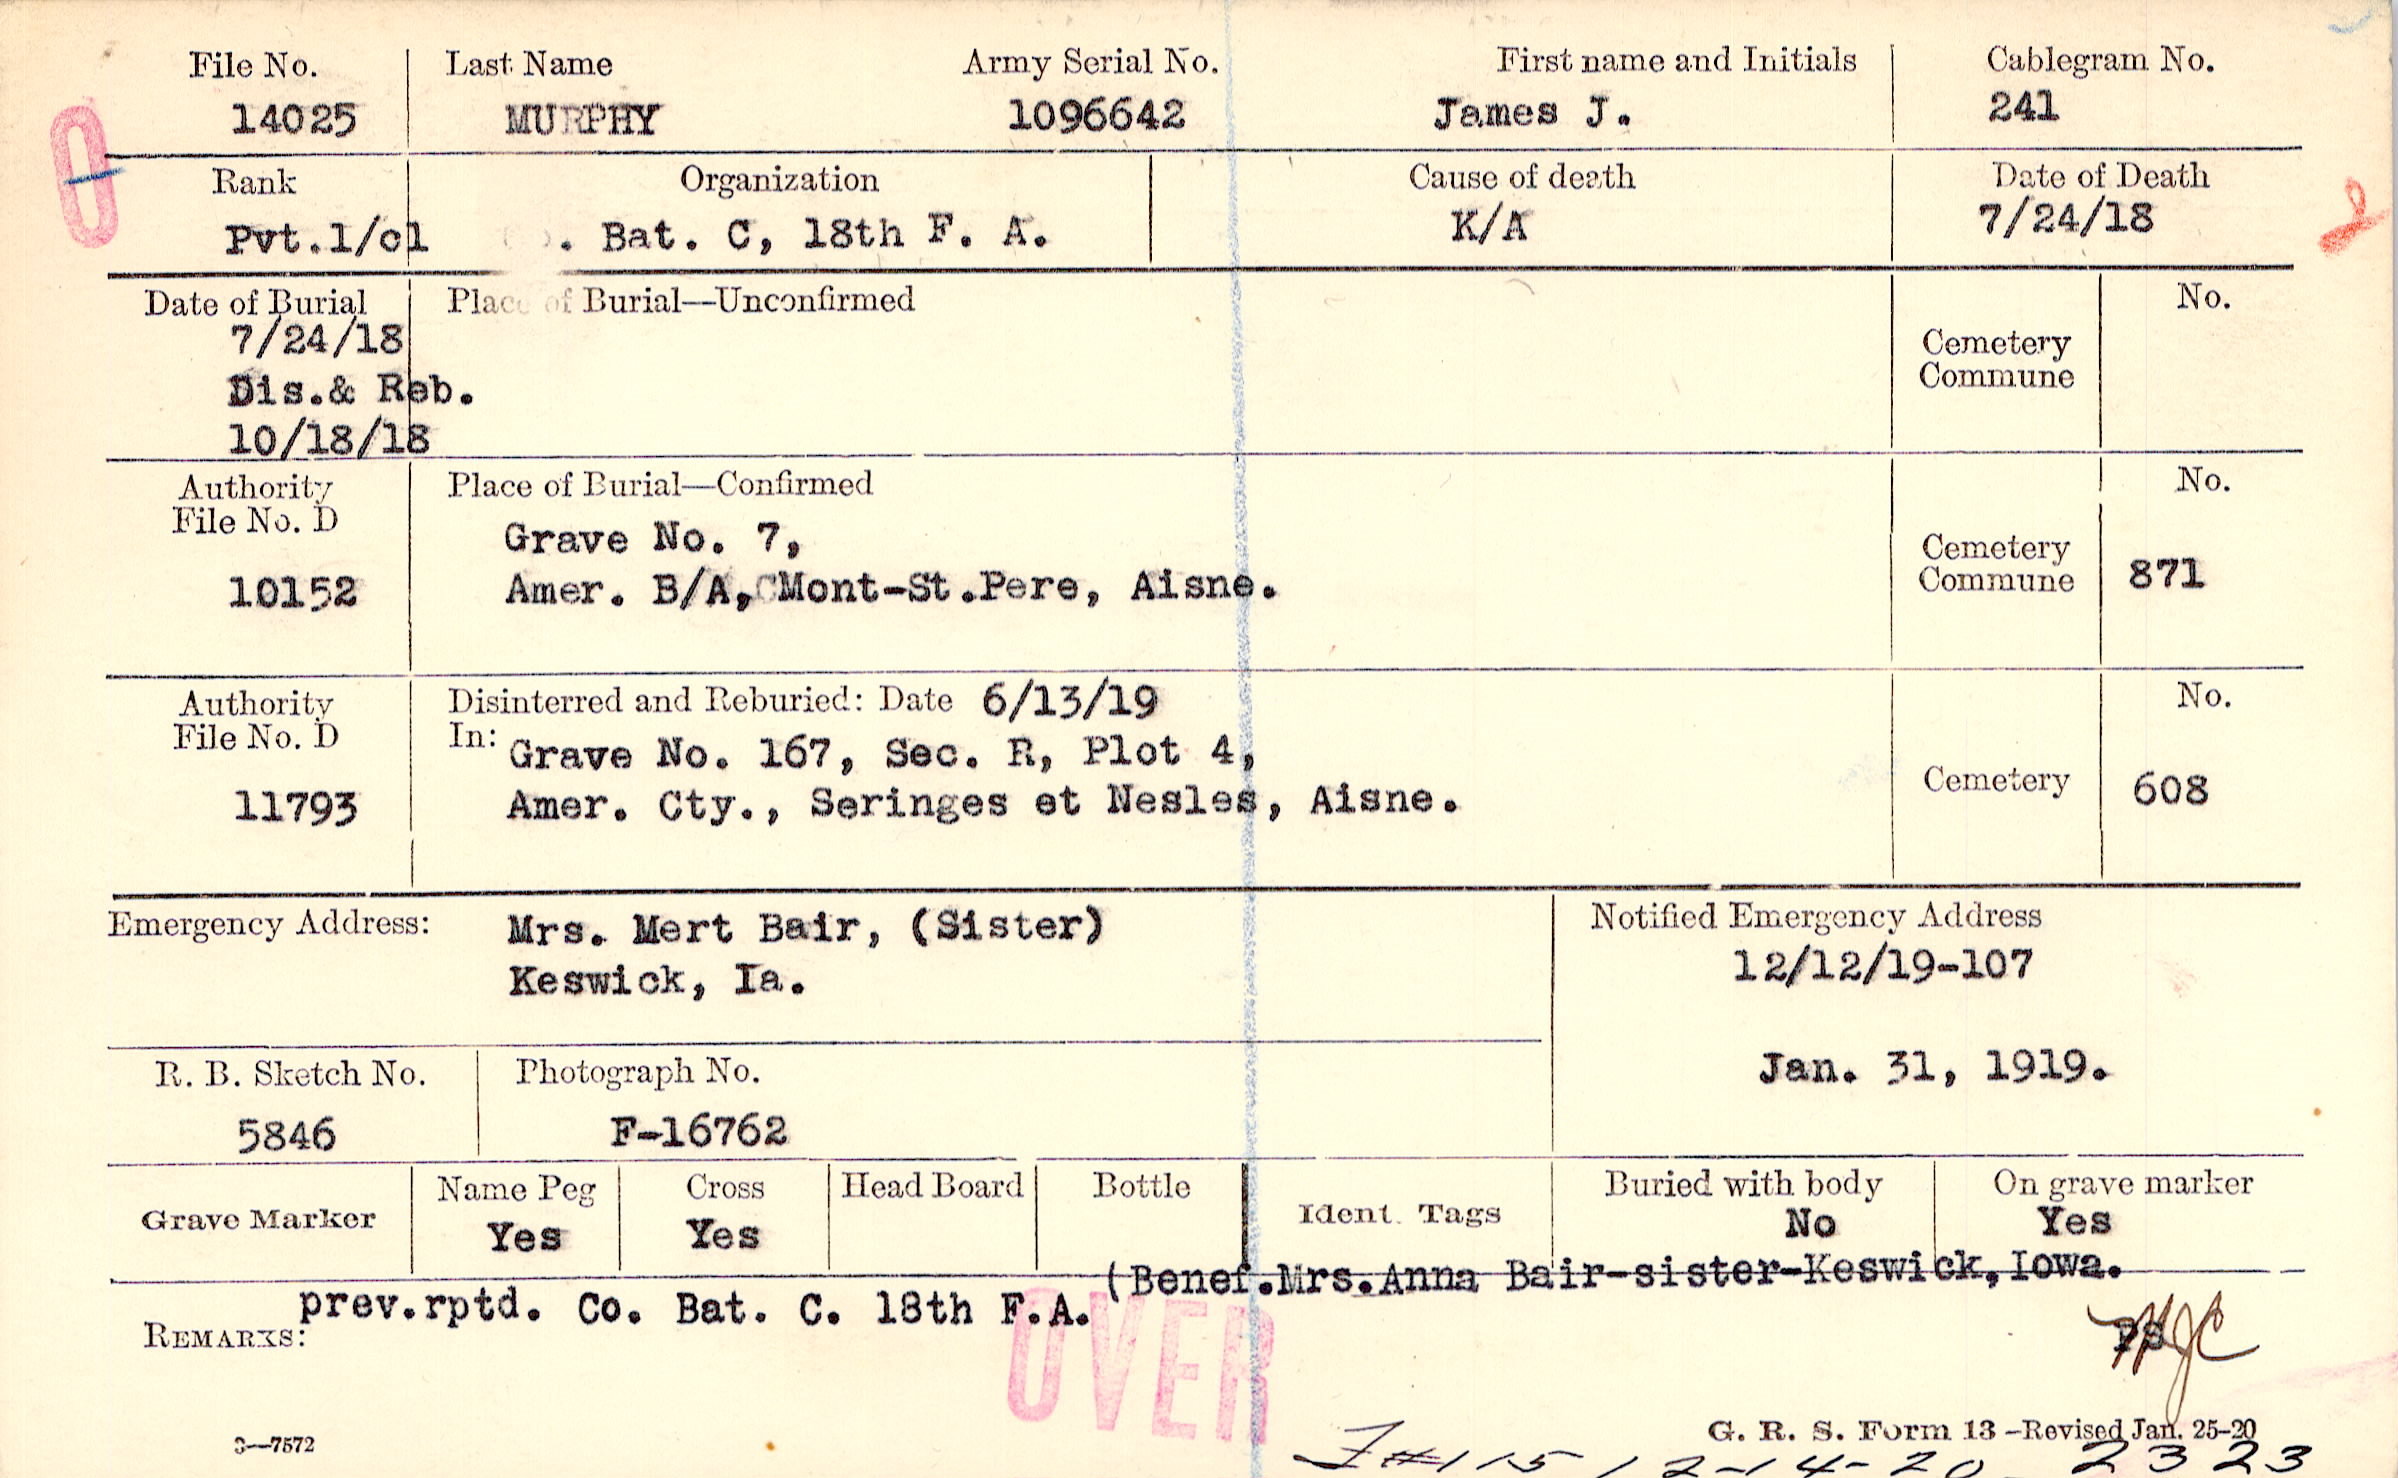 File No. Last Name Army Serial No. First name and Initials Cablegram No.
14025 MURPHY 1096642 James J. 241
Rank Organization Cause of death Date of Death
Pvt.1/cl . Bat. C, 18th F. A. K/A 7/24/18
Date of Burial Place of Burial—Unconfirmed No.
7/24/18
Cemetery
Commune
Dis.& Reb.
10/18/18
Authority Place of Burial—Confirmed No.
File No. D
Grave No. 7,
Cemetery
Commune 871
10152 Amer. B/A, Mont-St.Pere, Aisne.
Authority Disinterred and Reburied: Date 6/13/19 No.
File No. D In: Grave No. 167, Sec. R, Plot 4,
Cemetery 608
11793 Amer. Cty., Seringes et Nesles, Aisne.
Emergency Address: Mrs. Mert Bair, (Sister) Notified Emergency Address
Keswick, Ia. 12/12/19-107
R. B. Sketch No. Photograph No. Jan. 31, 1919.
5846 F-16762
Grave Marker Name Peg Cross Head Board Bottle Ident. Tags Buried with body On grave marker
Yes Yes No Yes
(Benef.Mrs.Anna Bair-sister-Keswick,Iowa.
prev.rptd. Co. Bat. C. 18th F.A.
REMARKS:
OVER
HJC
3—7572 G. R. S. Form 13 -Revised Jan. 25-20